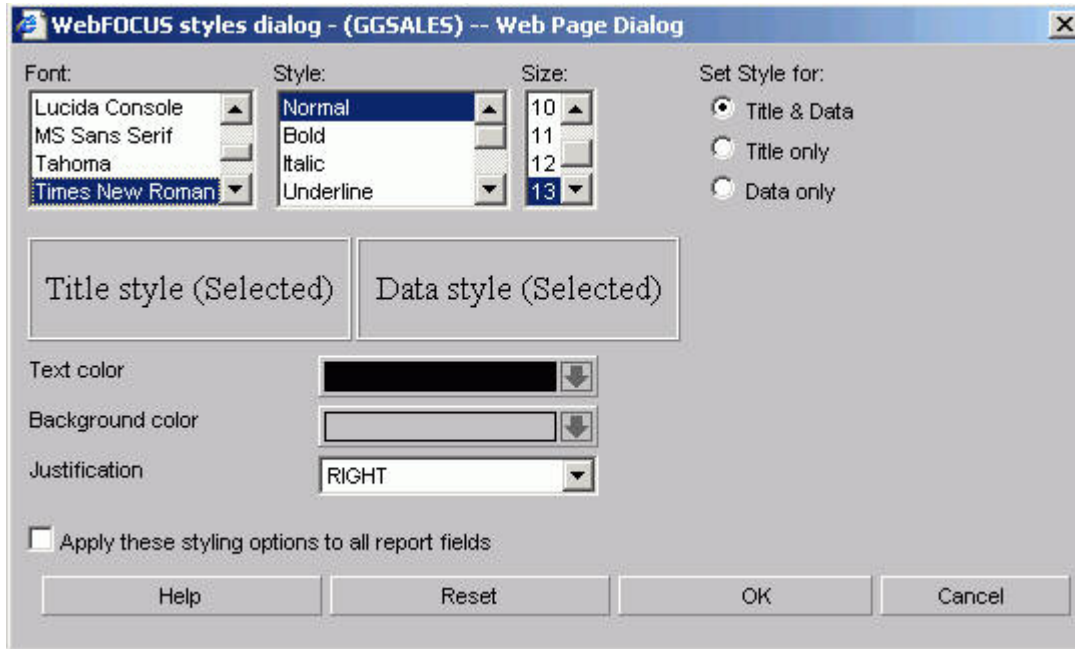 WebFOCUS styles dialog - (GGSALES) -- Web Page Dialog
Font:
Style:
Size:
Set Style for:
Lucida Console
MS Sans Serif
Tahoma
Times New Roman
Normal
Bold
Italic
Underline
10
11
12
13
Title & Data
Title only
Data only
Title style (Selected)
Data style (Selected)
Text color
Background color
Justification
RIGHT
Apply these styling options to all report fields
Help
Reset
OK
Cancel